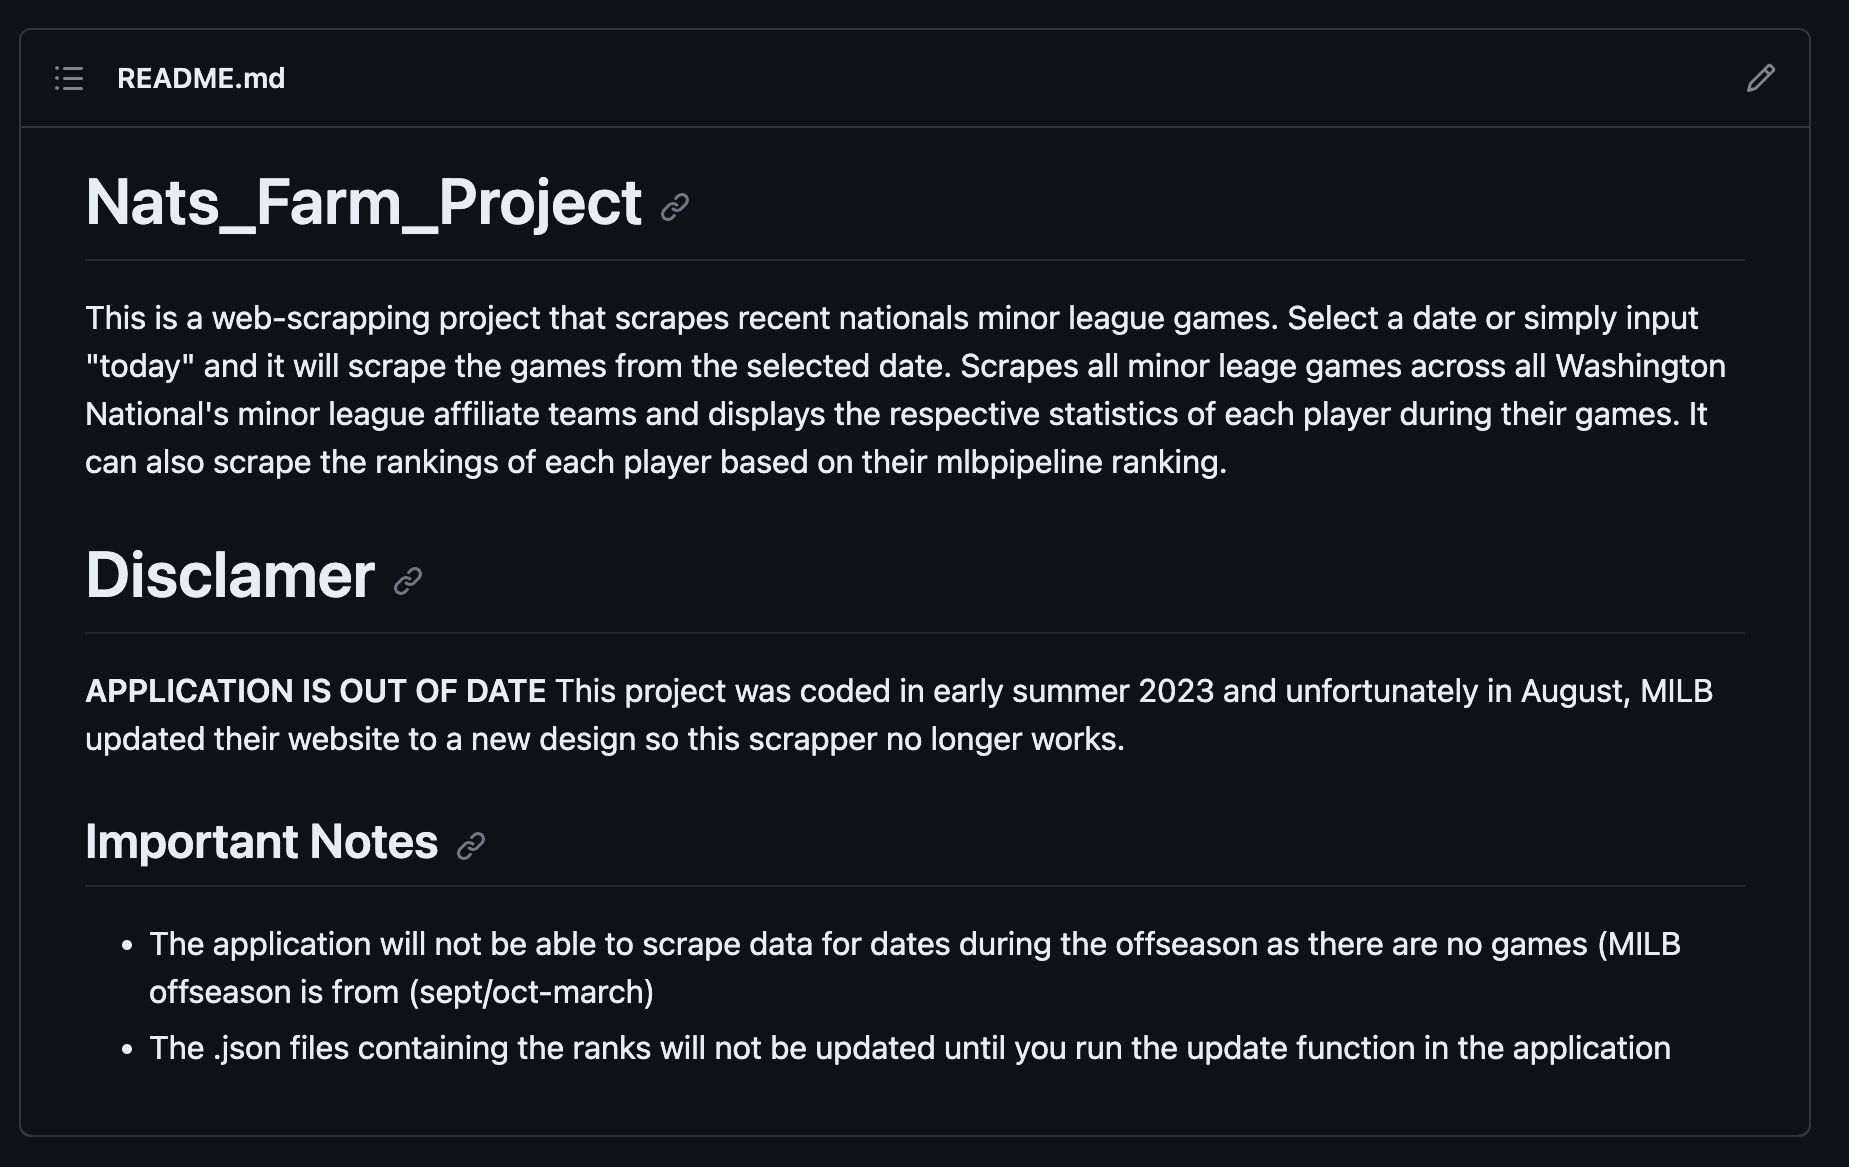 README.md
Nats_Farm_Project
This is a web-scrapping project that scrapes recent nationals minor league games. Select a date or simply input
"today" and it will scrape the games from the selected date. Scrapes all minor leage games across all Washington
National's minor league affiliate teams and displays the respective statistics of each player during their games. It
can also scrape the rankings of each player based on their mlbpipeline ranking.
Disclamer
APPLICATION IS OUT OF DATE This project was coded in early summer 2023 and unfortunately in August, MILB
updated their website to a new design so this scrapper no longer works.
Important Notes
• The application will not be able to scrape data for dates during the offseason as there are no games (MILB
offseason is from (sept/oct-march)
• The .json files containing the ranks will not be updated until you run the update function in the application